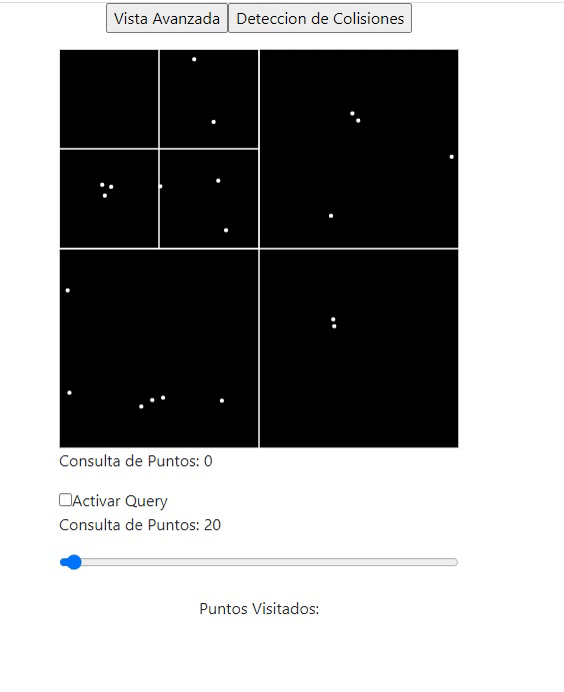 Vista Avanzada Deteccion de Colisiones
Consulta de Puntos: 0
Activar Query
Consulta de Puntos: 20
Puntos Visitados: